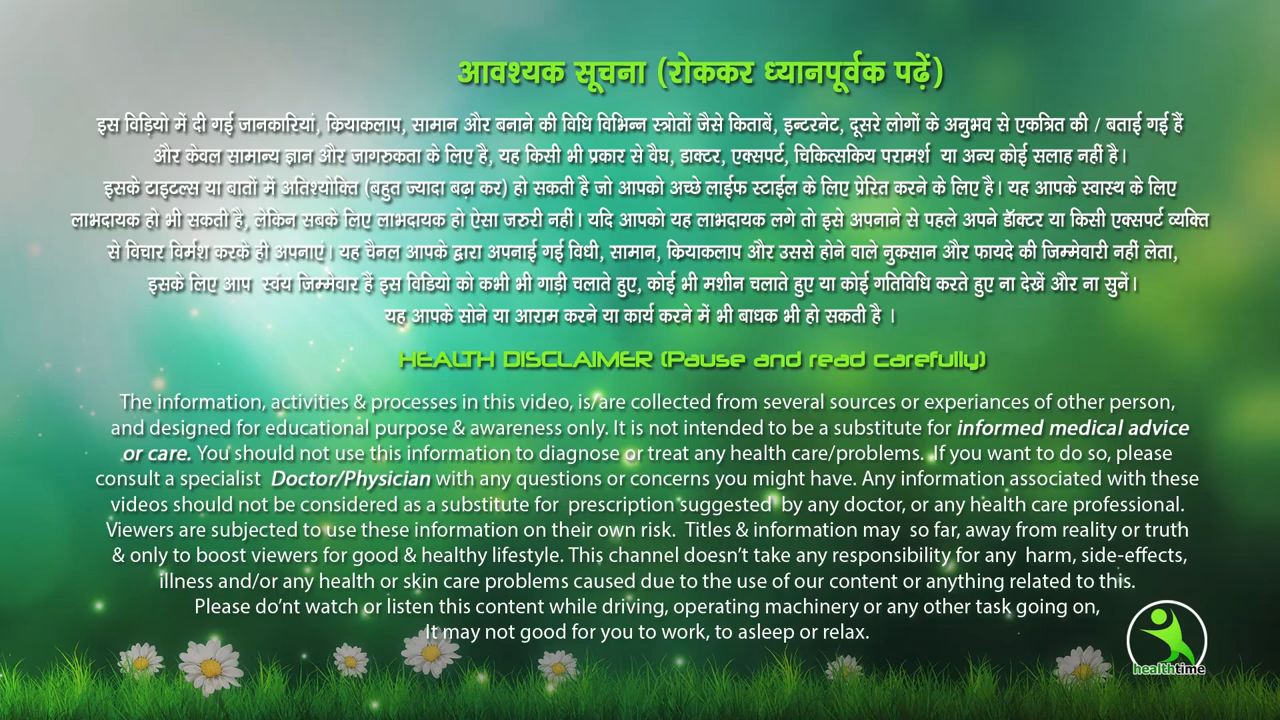 आवश्यक सूचना (रोककर ध्यानपूर्वक पढ़ें)
इस विड़ियो में दी गई जानकारियां, क्रियाकलाप, सामान और बनाने की विधि विभिन्न स्त्रोतों जैसे किताबें, इन्टरनेट, दूसरे लोगों के अनुभव से एकत्रित की / बताई गई हैं
और केवल सामान्य ज्ञान और जागरुकता के लिए है, यह किसी भी प्रकार से वैघ, डाक्टर, एक्सपर्ट, चिकित्सकिय परामर्श या अन्य कोई सलाह नहीं है।
इसके टाइटल्स या बातों में अतिश्योक्ति (बहुत ज्यादा बढ़ा कर) हो सकती है जो आपको अच्छे लाईफ स्टाईल के लिए प्रेरित करने के लिए है। यह आपके स्वास्थ के लिए
लाभदायक हो भी सकती है, लेकिन सबके लिए लाभदायक हो ऐसा जरुरी नहीं। यदि आपको यह लाभदायक लगे तो इसे अपनाने से पहले अपने डॉक्टर या किसी एक्सपर्ट व्यक्ति
से विचार विर्मश करके ही अपनाएं। यह चैनल आपके द्वारा अपनाई गई विधी, सामान, क्रियाकलाप और उससे होने वाले नुकसान और फायदे की जिम्मेवारी नहीं लेता,
इसके लिए आप स्वंय जिम्मेवार हैं इस विडियो को कभी भी गाड़ी चलाते हुए, कोई भी मशीन चलाते हुए या कोई गतिविधि करते हुए ना देखें और ना सुनें।
यह आपके सोने या आराम करने या कार्य करने में भी बाधक भी हो सकती है ।
HEALTH DISCLAIMER (Pause and read carefully)
The information, activities & processes in this video, is/are collected from several sources or experiances of other person,
and designed for educational purpose & awareness only. It is not intended to be a substitute for informed medical advice
or care. You should not use this information to diagnose or treat any health care/problems. If you want to do so, please
consult a specialist Doctor/Physician with any questions or concerns you might have. Any information associated with these
videos should not be considered as a substitute for prescription suggested by any doctor, or any health care professional.
Viewers are subjected to use these information on their own risk. Titles & information may so far, away from reality or truth
& only to boost viewers for good & healthy lifestyle. This channel doesn't take any responsibility for any harm, side-effects,
illness and/or any health or skin care problems caused due to the use of our content or anything related to this.
Please do'nt watch or listen this content while driving, operating machinery or any other task going on,
It may not good for you to work, to asleep or relax.
healthtime